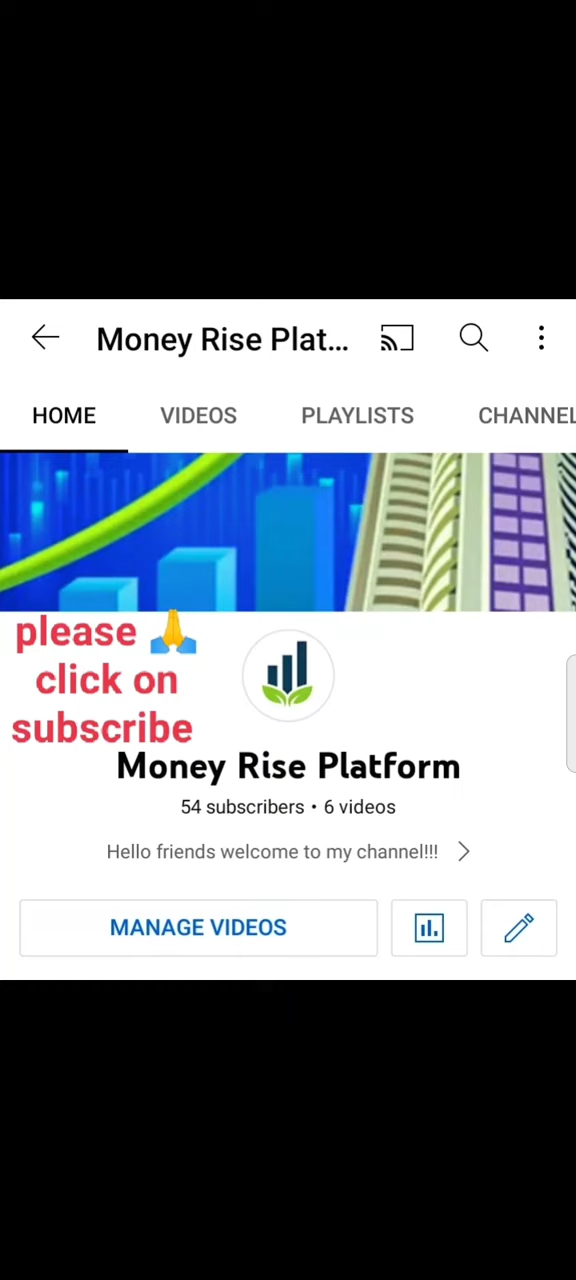 Money Rise Plat...
HOME VIDEOS PLAYLISTS CHANNEL
please 🙏
click on
subscribe
Money Rise Platform
54 subscribers • 6 videos
Hello friends welcome to my channel!!!
MANAGE VIDEOS